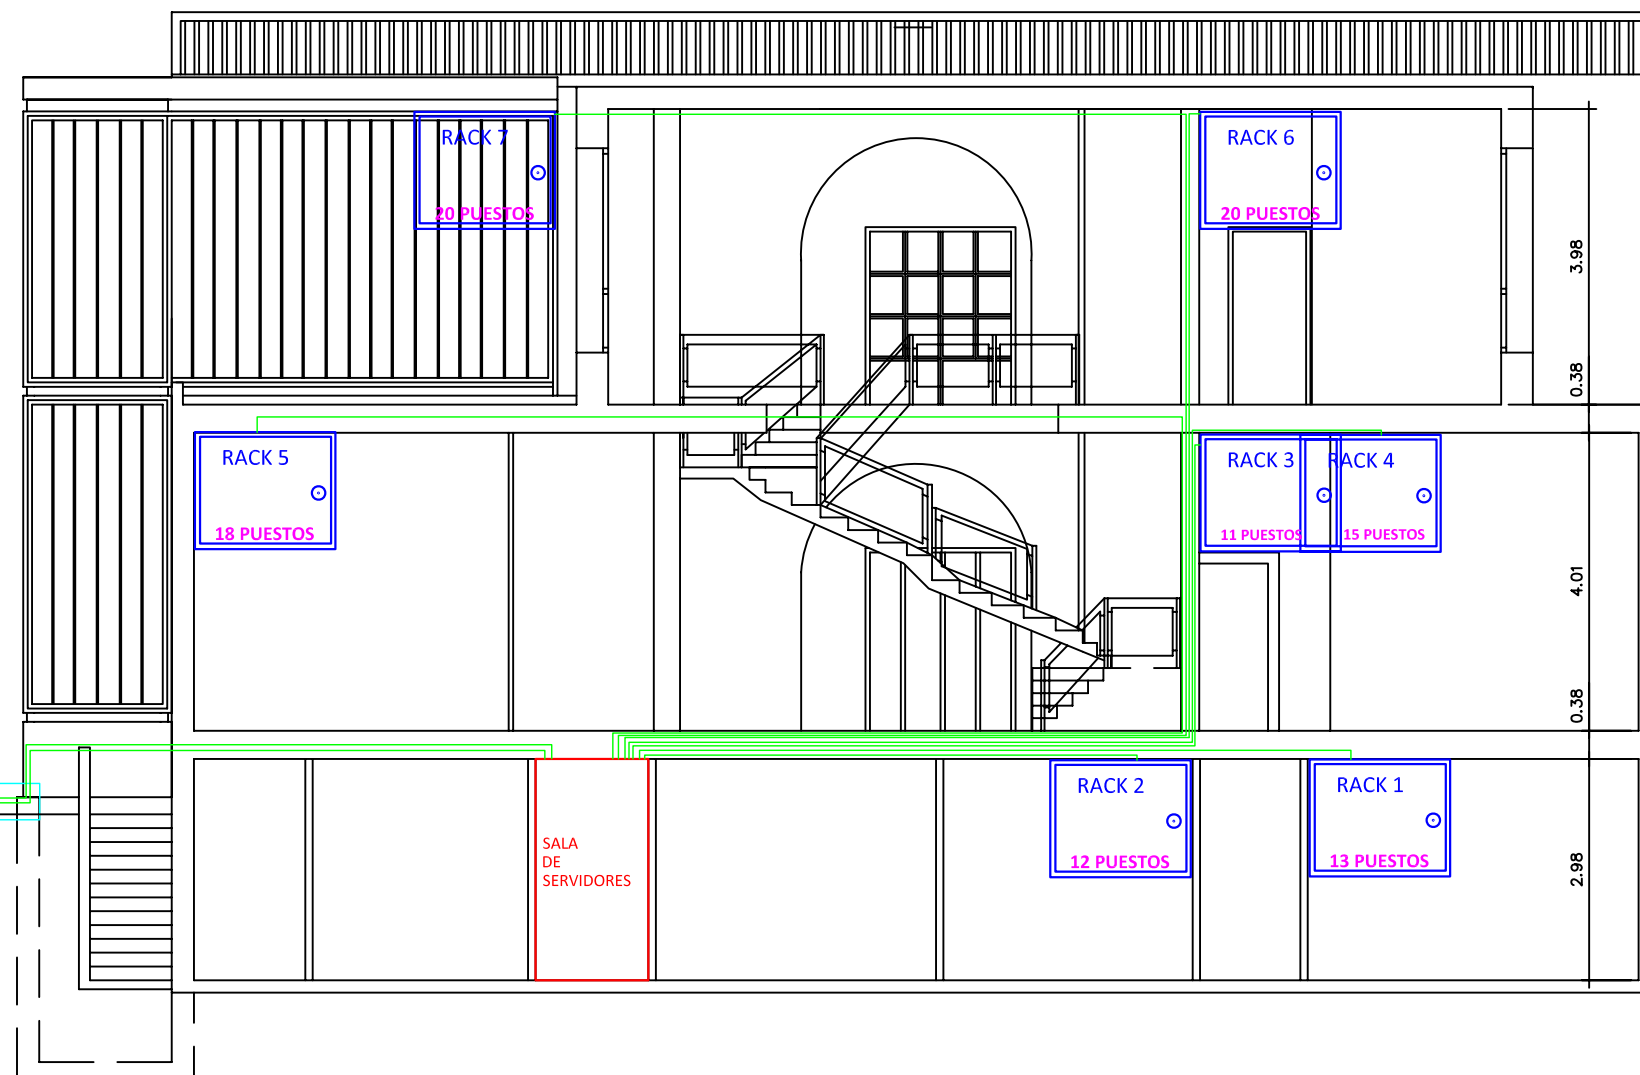 RACK 7
20 PUESTOS
RACK 6
20 PUESTOS
3.98
0.38
RACK 5
18 PUESTOS
RACK 3
11 PUESTOS
RACK 4
15 PUESTOS
4.01
0.38
SALA
DE
SERVIDORES
RACK 2
12 PUESTOS
RACK 1
13 PUESTOS
2.98